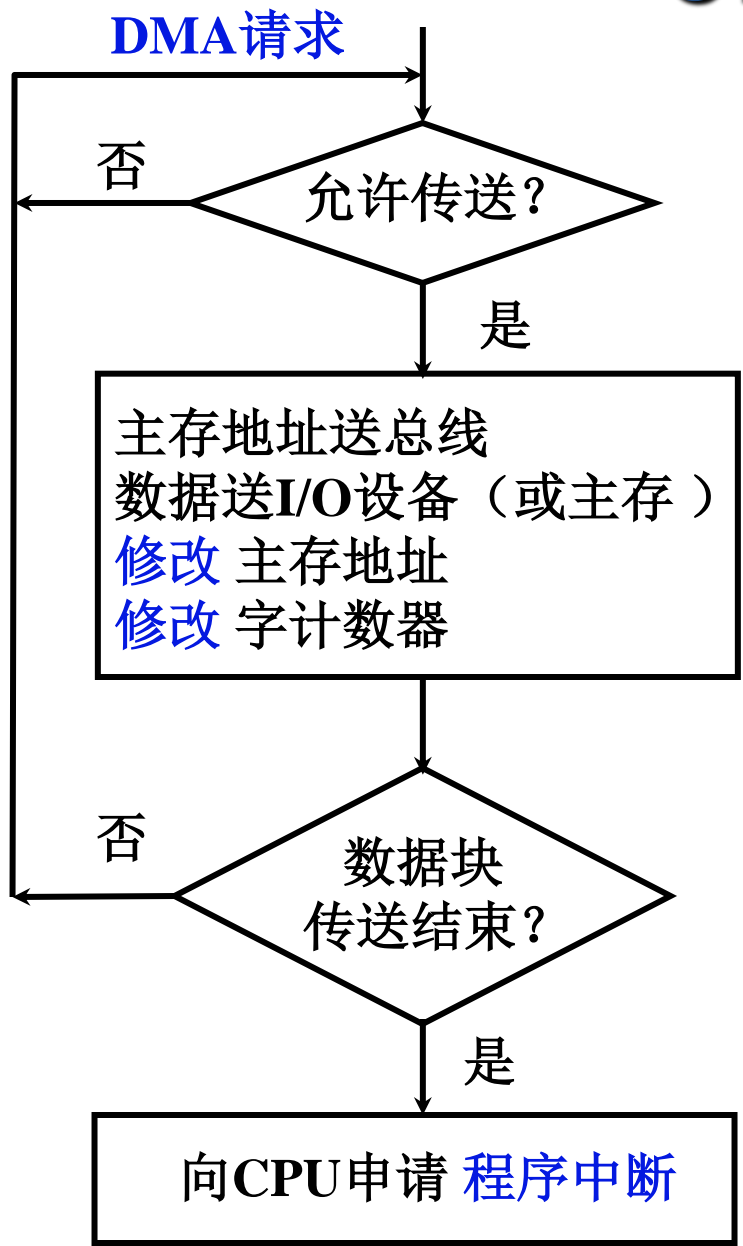 DMA请求
否
允许传送？
是
主存地址送总线
数据送I/O设备（或主存 ）
修改 主存地址
修改 字计数器
否
数据块
传送结束？
是
向CPU申请 程序中断